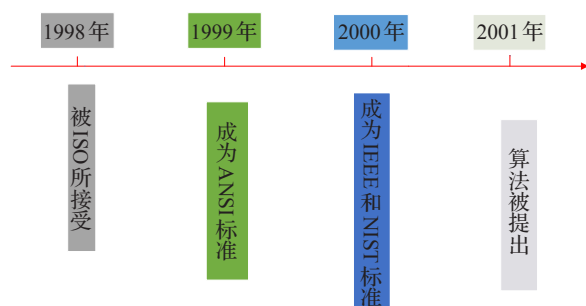 1998年
1999年
2000年
2001年
被ISO所接受
成为ANSI标准
成为IEEE和NIST标准
算法被提出